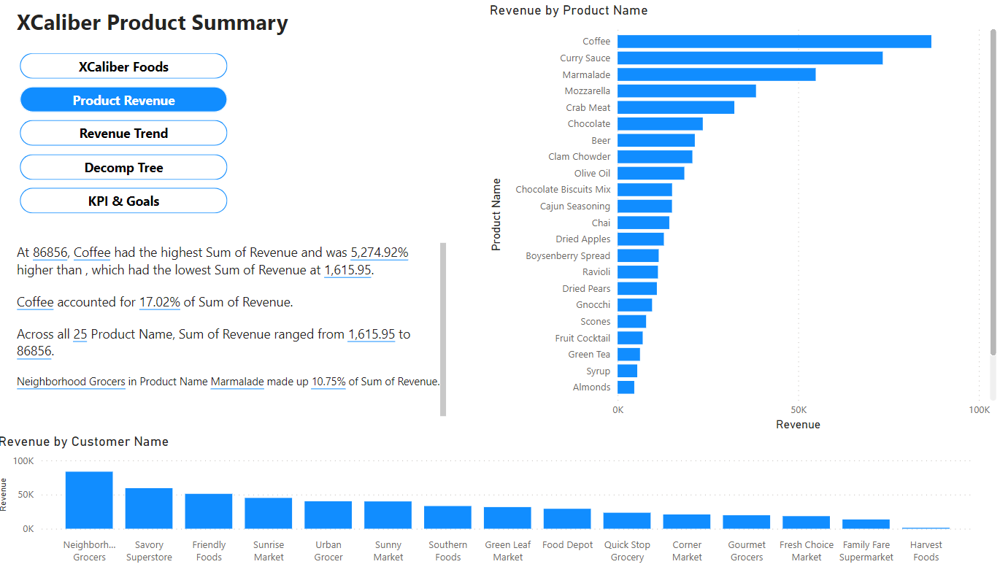 XCaliber Product Summary
XCaliber Foods
Product Revenue
Revenue Trend
Decomp Tree
KPI & Goals
At 86856, Coffee had the highest Sum of Revenue and was 5,274.92%
higher than , which had the lowest Sum of Revenue at 1,615.95.
Coffee accounted for 17.02% of Sum of Revenue.
Across all 25 Product Name, Sum of Revenue ranged from 1,615.95 to
86856.
Neighborhood Grocers in Product Name Marmalade made up 10.75% of Sum of Revenue.
Revenue by Product Name
Product Name
Coffee
Curry Sauce
Marmalade
Mozzarella
Crab Meat
Chocolate
Beer
Clam Chowder
Olive Oil
Chocolate Biscuits Mix
Cajun Seasoning
Chai
Dried Apples
Boysenberry Spread
Ravioli
Dried Pears
Gnocchi
Scones
Fruit Cocktail
Green Tea
Syrup
Almonds
0K 50K 100K
Revenue
Revenue by Customer Name
Revenue
100K
50K
0K
Neighborh...
Grocers
Savory
Superstore
Friendly
Foods
Sunrise
Market
Urban
Grocer
Sunny
Market
Southern
Foods
Green Leaf
Market
Food Depot
Quick Stop
Grocery
Corner
Market
Gourmet
Grocers
Fresh Choice
Market
Family Fare
Supermarket
Harvest
Foods